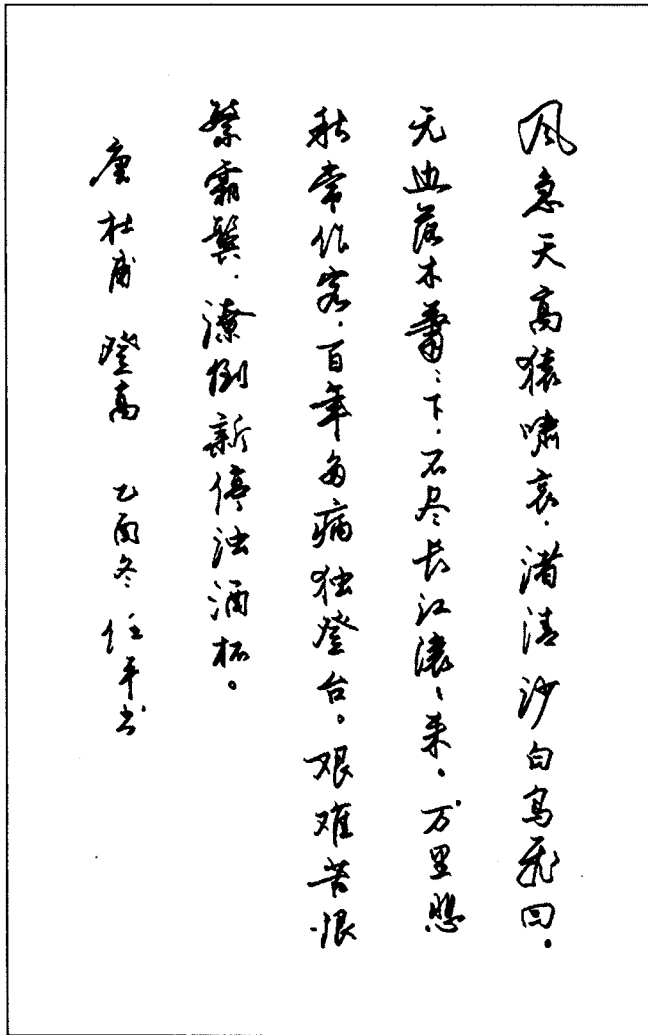 风急天高猿啸哀，渚清沙白鸟飞回。
无边落木萧萧下，不尽长江滚滚来。万里悲
秋常作客，百年多病独登台。艰难苦恨
繁霜鬓，潦倒新停浊酒杯。
唐 杜甫 登高 乙酉冬 任平书